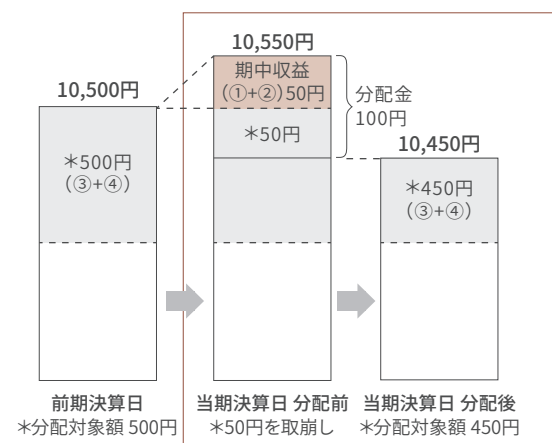 10,500円
＊500円
（③+④）
前期決算日
＊分配対象額 500円
10,550円
期中収益
（①+②）50円
＊50円
分配金
100円
当期決算日 分配前
＊50円を取崩し
10,450円
＊450円
（③+④）
当期決算日 分配後
＊分配対象額 450円